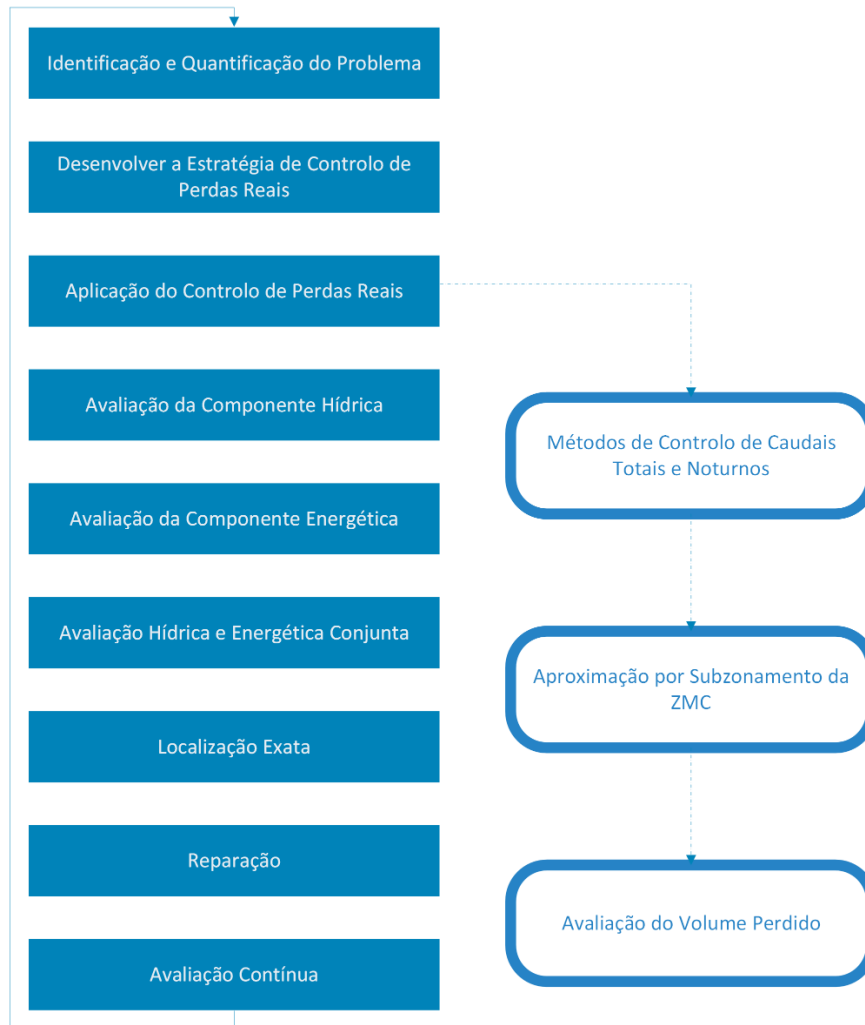 Identificação e Quantificação do Problema
Desenvolver a Estratégia de Controlo de
Perdas Reais
Aplicação do Controlo de Perdas Reais
Avaliação da Componente Hídrica
Avaliação da Componente Energética
Avaliação Hídrica e Energética Conjunta
Localização Exata
Reparação
Avaliação Contínua
Métodos de Controlo de Caudais
Totais e Noturnos
Aproximação por Subzonamento da
ZMC
Avaliação do Volume Perdido